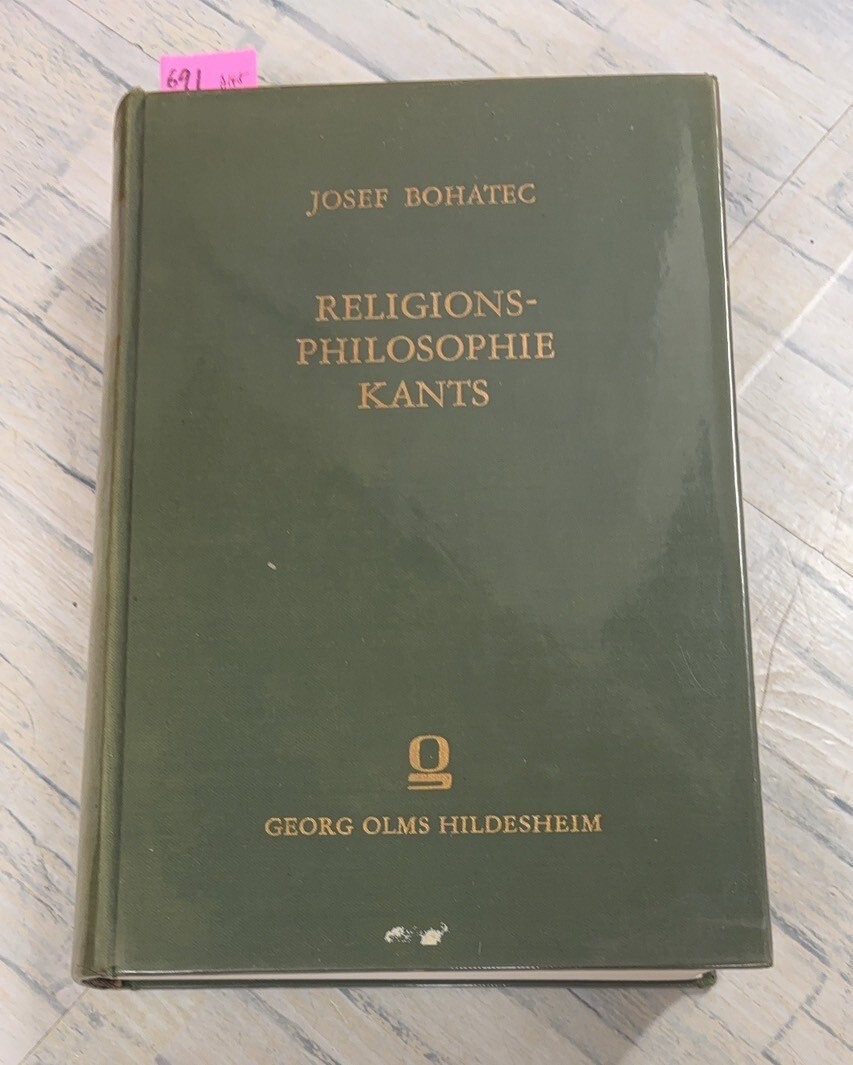 691
JOSEF BOHATEC
RELIGIONS-
PHILOSOPHIE
KANTS
GEORG OLMS HILDESHEIM